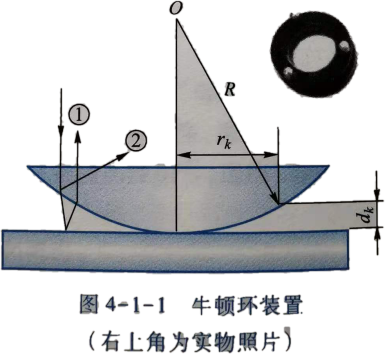 O
R
①
②
r_k
d_k
图 4-1-1 牛顿环装置
(右上角为实物照片)